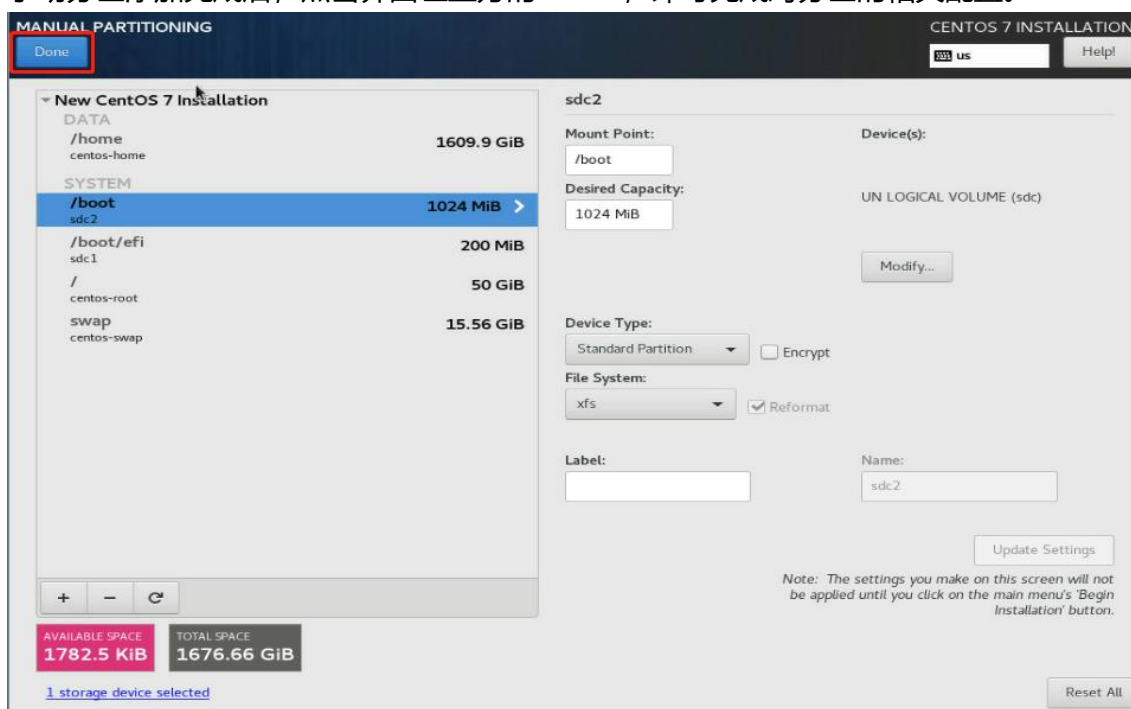 MANUAL PARTITIONING
CENTOS 7 INSTALLATION
Done
us
Help!
New CentOS 7 Installation
DATA
/home
1609.9 GiB
centos-home
SYSTEM
/boot
1024 MiB
sdc2
/boot/efi
200 MiB
sdc1
/
50 GiB
centos-root
swap
15.56 GiB
centos-swap
+ −
AVAILABLE SPACE
1782.5 KiB
TOTAL SPACE
1676.66 GiB
1 storage device selected
sdc2
Mount Point:
Device(s):
/boot
Desired Capacity:
UN LOGICAL VOLUME (sdc)
1024 MiB
Modify...
Device Type:
Standard Partition
Encrypt
File System:
xfs
Reformat
Label:
Name:
sdc2
Update Settings
Note: The settings you make on this screen will not
be applied until you click on the main menu's 'Begin
Installation' button.
Reset All